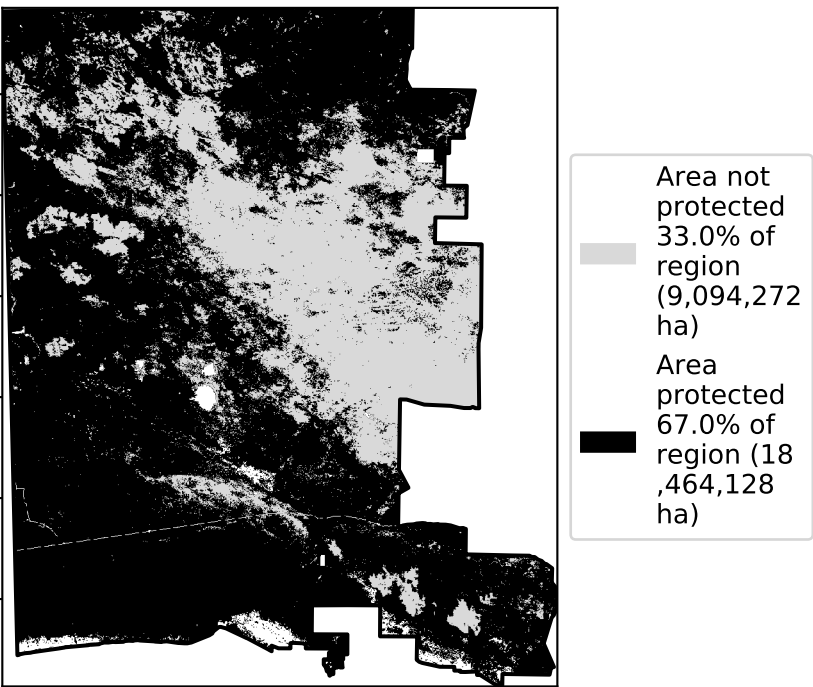 Area not
protected
33.0% of
region
(9,094,272
ha)
Area
protected
67.0% of
region (18
,464,128
ha)